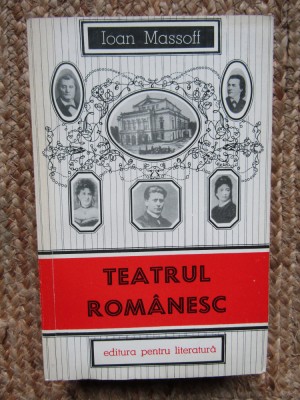 Ioan Massoff
TEATRUL
ROMÂNESC
editura pentru literatură